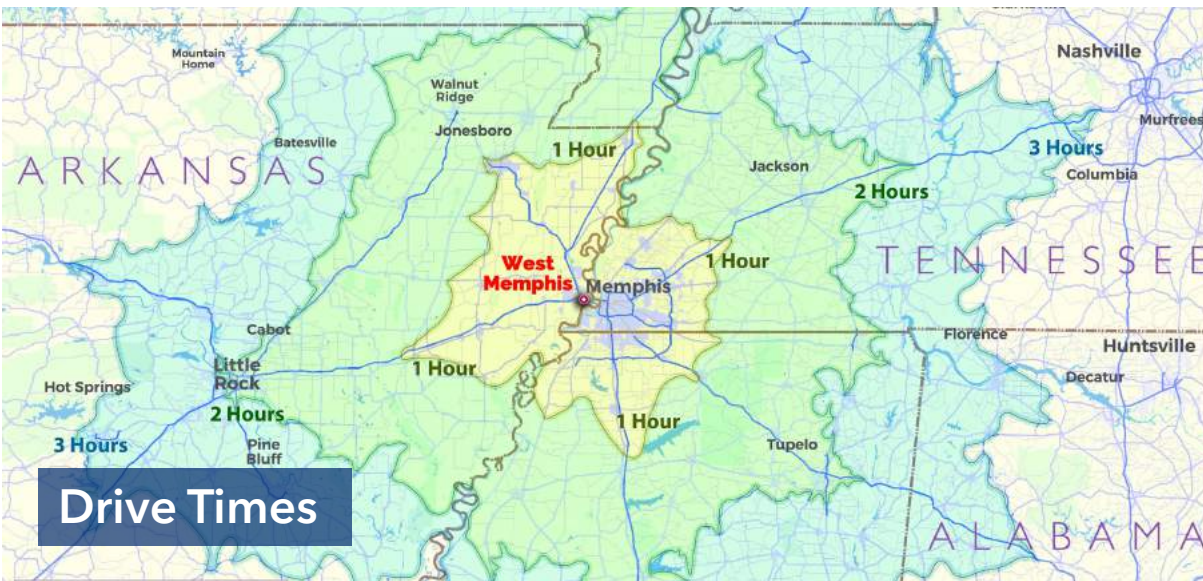 Nashville
Mountain
Home
Walnut
Ridge
Murfrees
Jonesboro
Batesville
1 Hour
3 Hours
ARKANSAS
Jackson
Columbia
2 Hours
West
Memphis
Memphis
1 Hour
TENNESSEE
Cabot
Florence
Huntsville
Little
Rock
1 Hour
Decatur
Hot Springs
2 Hours
1 Hour
3 Hours
Pine
Bluff
Tupelo
Drive Times
ALABAMA